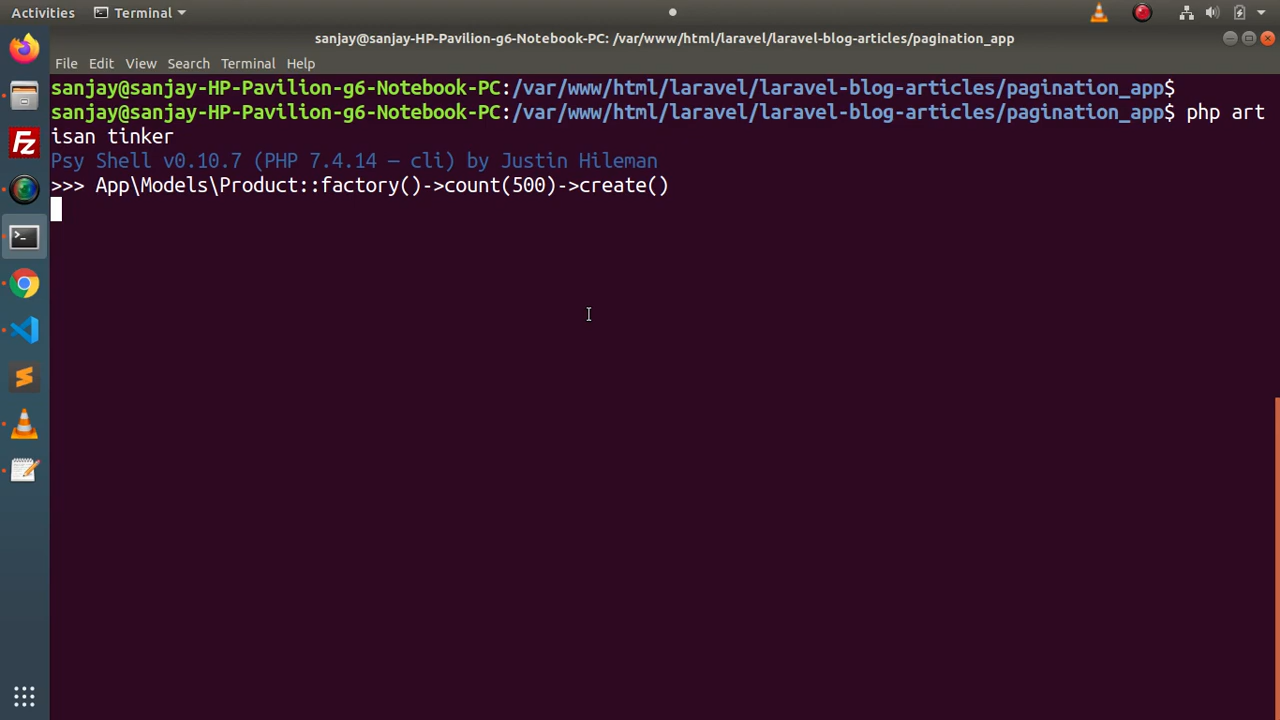 Activities Terminal
sanjay@sanjay-HP-Pavilion-g6-Notebook-PC: /var/www/html/laravel/laravel-blog-articles/pagination_app
File Edit View Search Terminal Help
sanjay@sanjay-HP-Pavilion-g6-Notebook-PC:/var/www/html/laravel/laravel-blog-articles/pagination_app$
sanjay@sanjay-HP-Pavilion-g6-Notebook-PC:/var/www/html/laravel/laravel-blog-articles/pagination_app$ php art
isan tinker
Psy Shell v0.10.7 (PHP 7.4.14 — cli) by Justin Hileman
>>> App\Models\Product::factory()->count(500)->create()